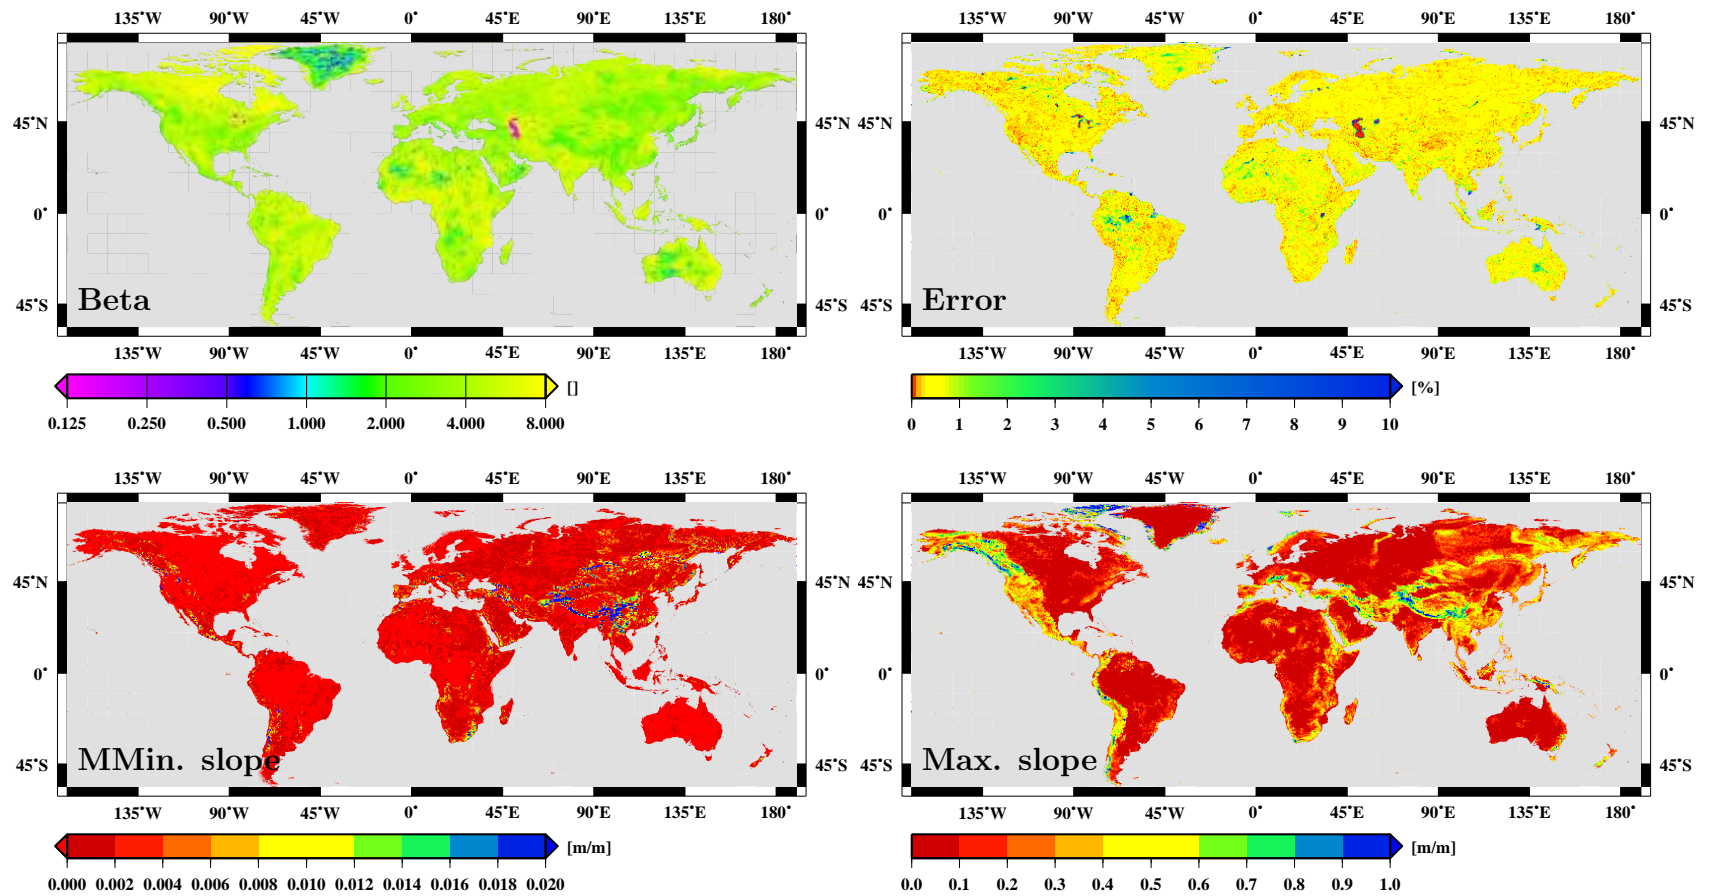 135°W 90°W 45°W 0° 45°E 90°E 135°E 180°
135°W 90°W 45°W 0° 45°E 90°E 135°E 180°
45°N 45°N 45°N
0° 0° 0°
45°S 45°S 45°S
Beta
Error
135°W 90°W 45°W 0° 45°E 90°E 135°E 180°
135°W 90°W 45°W 0° 45°E 90°E 135°E 180°
[]
0.125 0.250 0.500 1.000 2.000 4.000 8.000
[%]
0 1 2 3 4 5 6 7 8 9 10
135°W 90°W 45°W 0° 45°E 90°E 135°E 180°
135°W 90°W 45°W 0° 45°E 90°E 135°E 180°
45°N 45°N 45°N
0° 0° 0°
45°S 45°S 45°S
MMin. slope
Max. slope
135°W 90°W 45°W 0° 45°E 90°E 135°E 180°
135°W 90°W 45°W 0° 45°E 90°E 135°E 180°
[m/m]
0.000 0.002 0.004 0.006 0.008 0.010 0.012 0.014 0.016 0.018 0.020
[m/m]
0.0 0.1 0.2 0.3 0.4 0.5 0.6 0.7 0.8 0.9 1.0